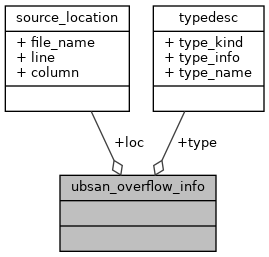 source_location
+ file_name
+ line
+ column
typedesc
+ type_kind
+ type_info
+ type_name
+loc
+type
ubsan_overflow_info